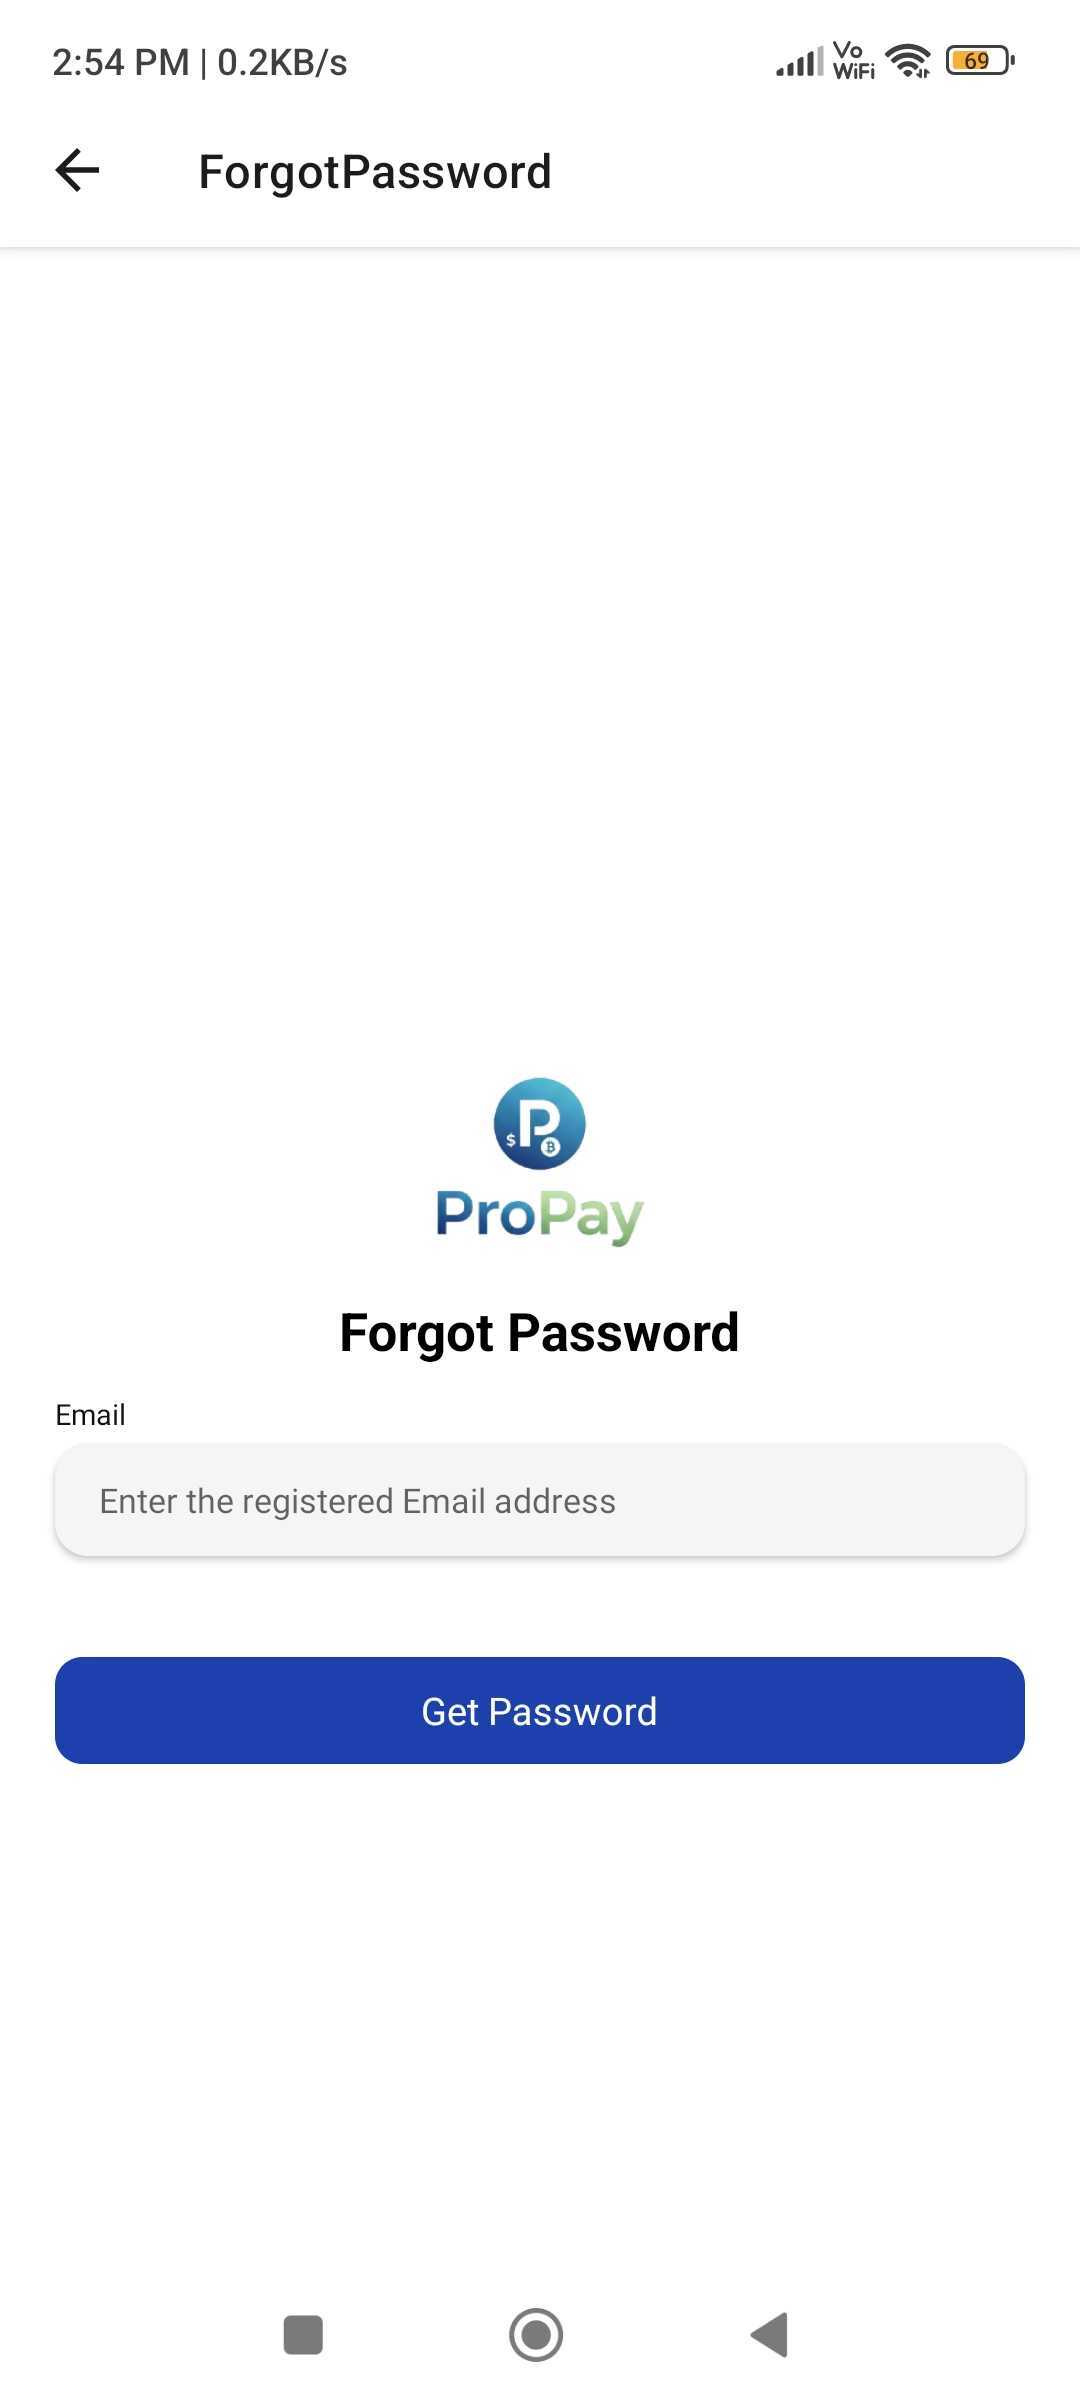 2:54 PM | 0.2KB/s Vo WiFi 69
ForgotPassword
P $ ₿
ProPay
Forgot Password
Email
Enter the registered Email address
Get Password